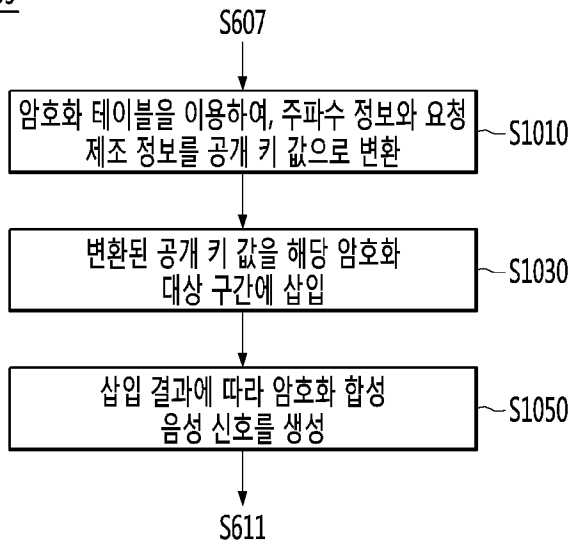 S607
암호화 테이블을 이용하여, 주파수 정보와 요청
제조 정보를 공개 키 값으로 변환
S1010
변환된 공개 키 값을 해당 암호화
대상 구간에 삽입
S1030
삽입 결과에 따라 암호화 합성
음성 신호를 생성
S1050
S611